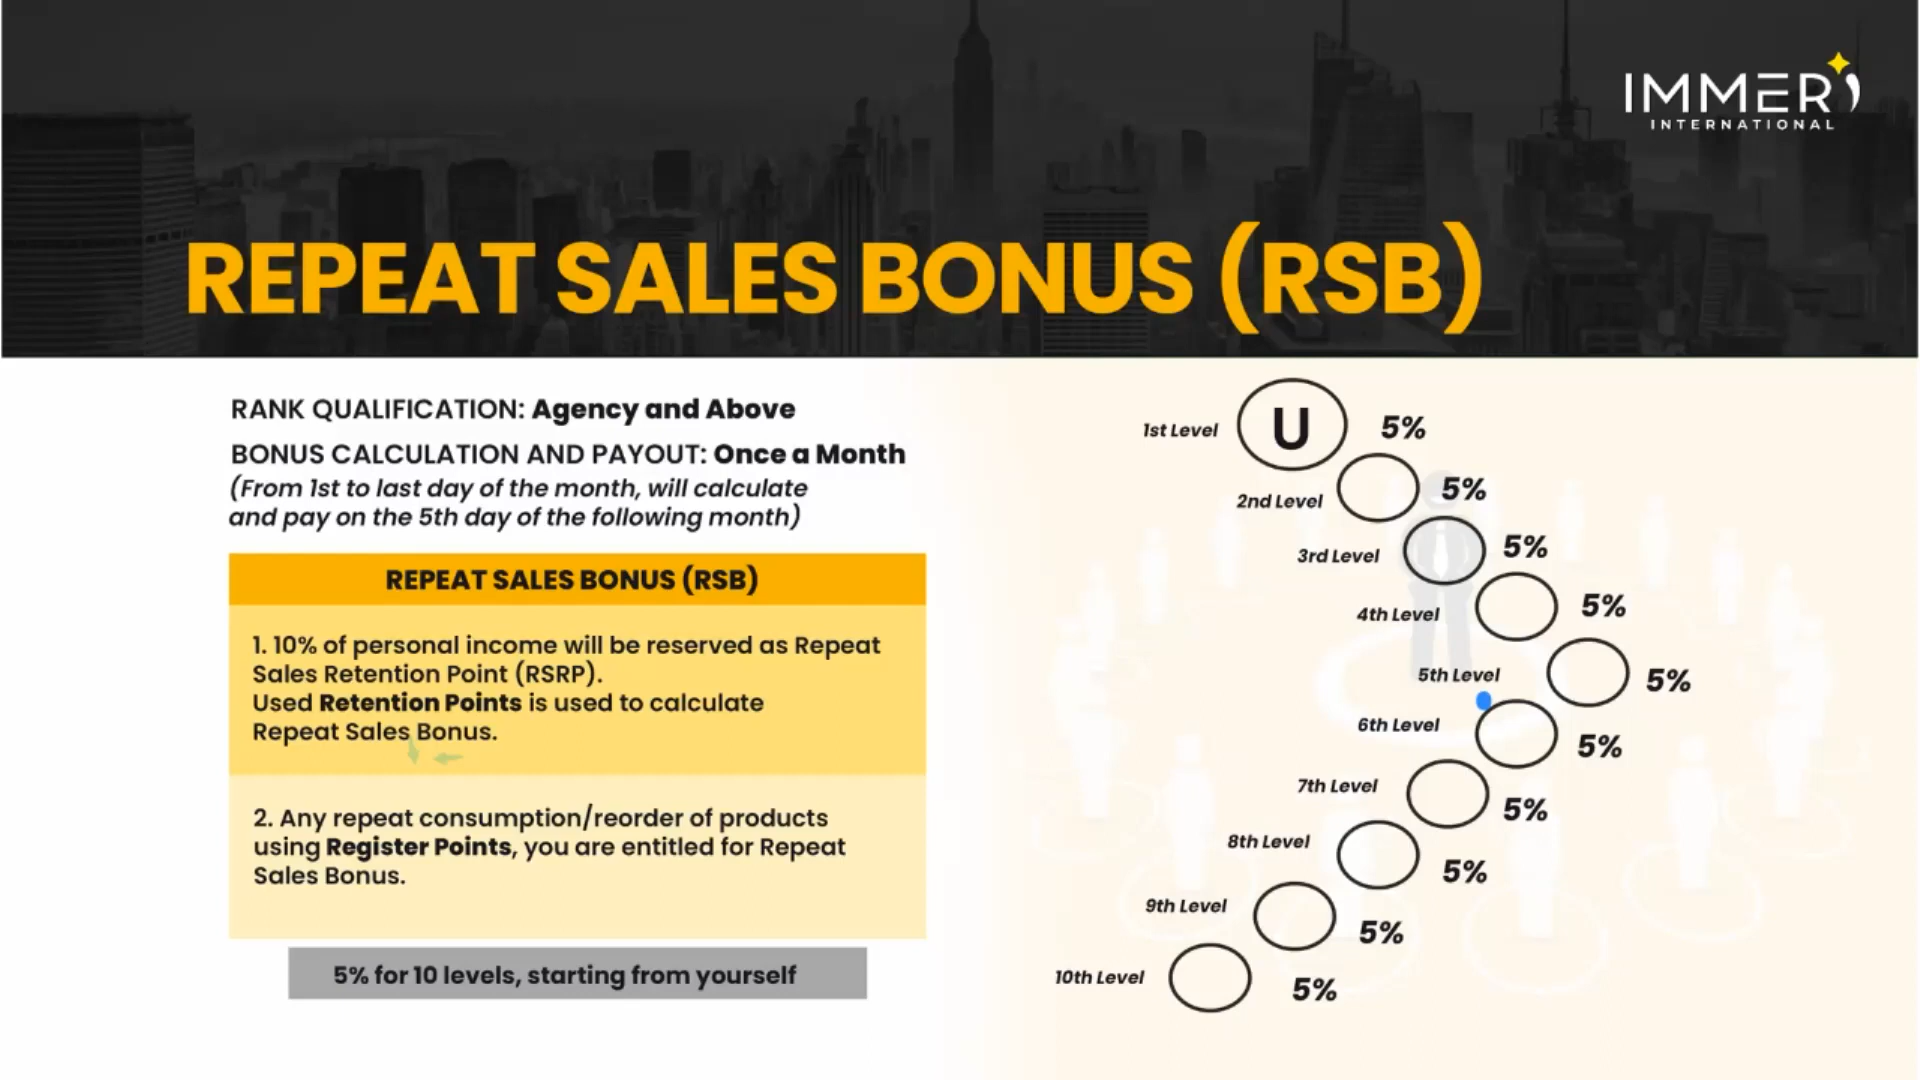 IMMERI
INTERNATIONAL
REPEAT SALES BONUS (RSB)
RANK QUALIFICATION: Agency and Above
BONUS CALCULATION AND PAYOUT: Once a Month
(From 1st to last day of the month, will calculate
and pay on the 5th day of the following month)
REPEAT SALES BONUS (RSB)
1. 10% of personal income will be reserved as Repeat
Sales Retention Point (RSRP).
Used Retention Points is used to calculate
Repeat Sales Bonus.
2. Any repeat consumption/reorder of products
using Register Points, you are entitled for Repeat
Sales Bonus.
5% for 10 levels, starting from yourself
1st Level U 5%
2nd Level 5%
3rd Level 5%
4th Level 5%
5th Level 5%
6th Level 5%
7th Level 5%
8th Level 5%
9th Level 5%
10th Level 5%